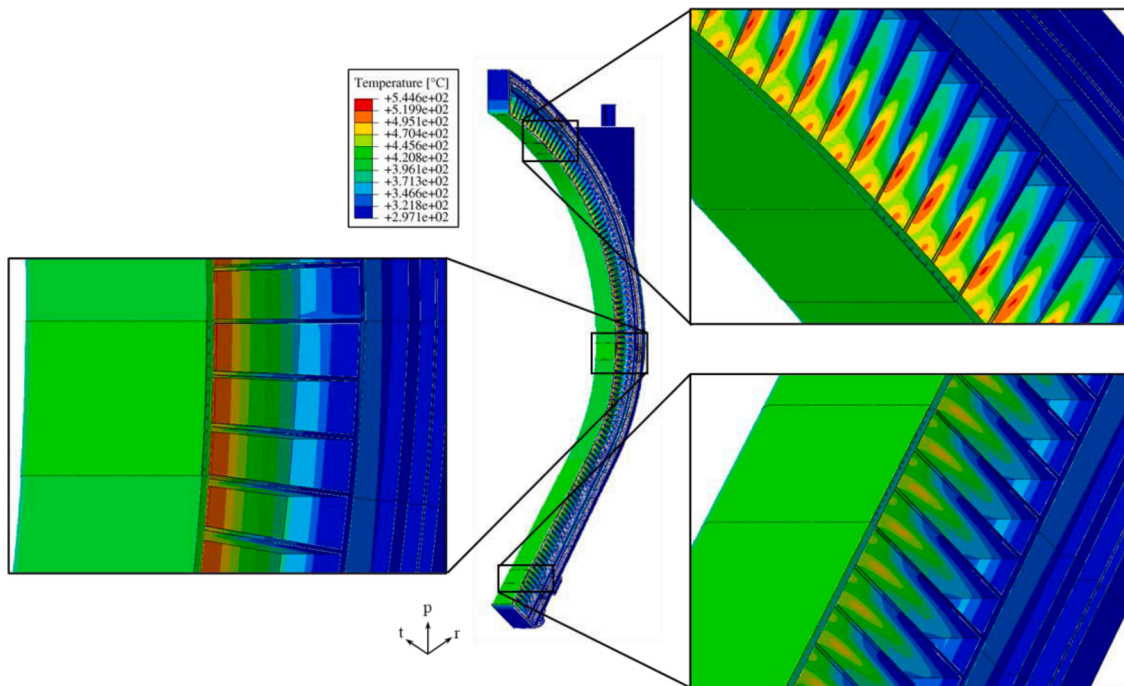 Temperature [°C]
+5.446e+02
+5.199e+02
+4.951e+02
+4.704e+02
+4.456e+02
+4.208e+02
+3.961e+02
+3.713e+02
+3.466e+02
+3.218e+02
+2.971e+02
p
t
r